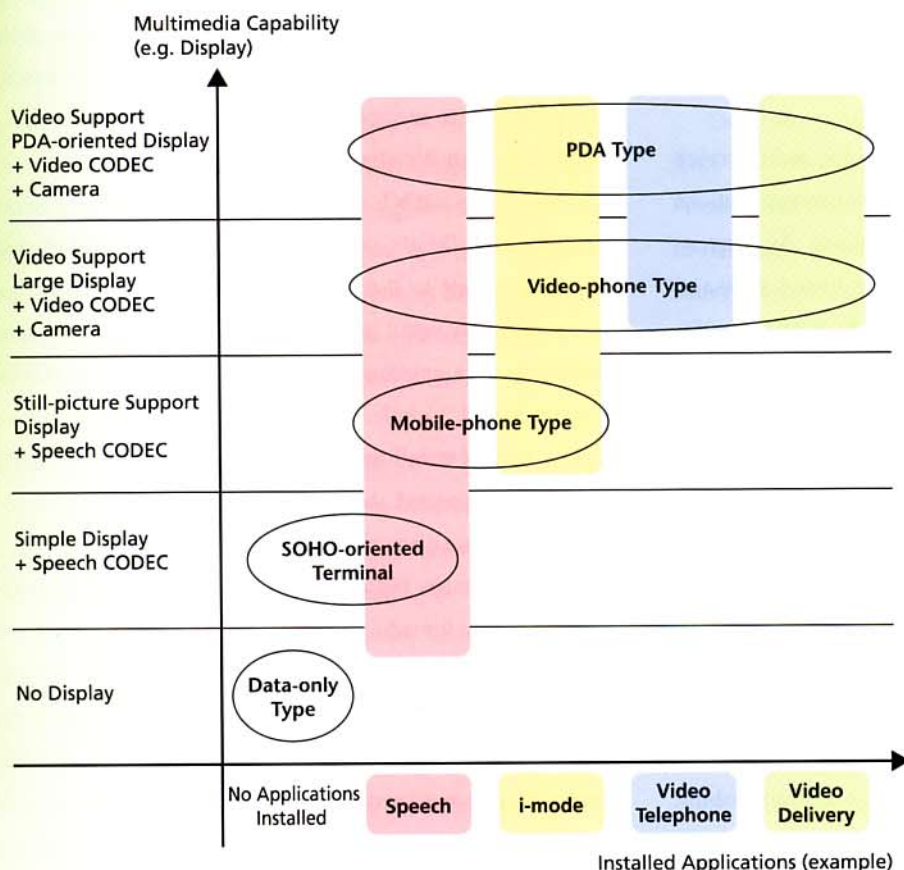 Multimedia Capability
(e.g. Display)
Video Support
PDA-oriented Display
+ Video CODEC
+ Camera
PDA Type
Video Support
Large Display
+ Video CODEC
+ Camera
Video-phone Type
Still-picture Support
Display
+ Speech CODEC
Mobile-phone Type
Simple Display
+ Speech CODEC
SOHO-oriented
Terminal
No Display
Data-only
Type
No Applications
Installed
Speech
i-mode
Video
Telephone
Video
Delivery
Installed Applications (example)